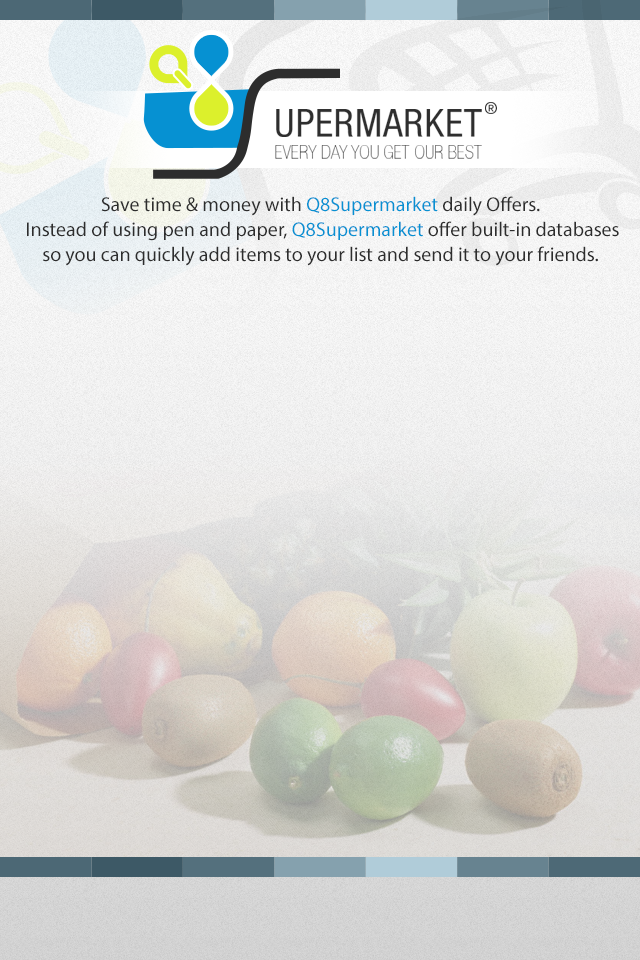 SUPERMARKET®
EVERY DAY YOU GET OUR BEST
Save time & money with Q8Supermarket daily Offers.
Instead of using pen and paper, Q8Supermarket offer built-in databases
so you can quickly add items to your list and send it to your friends.